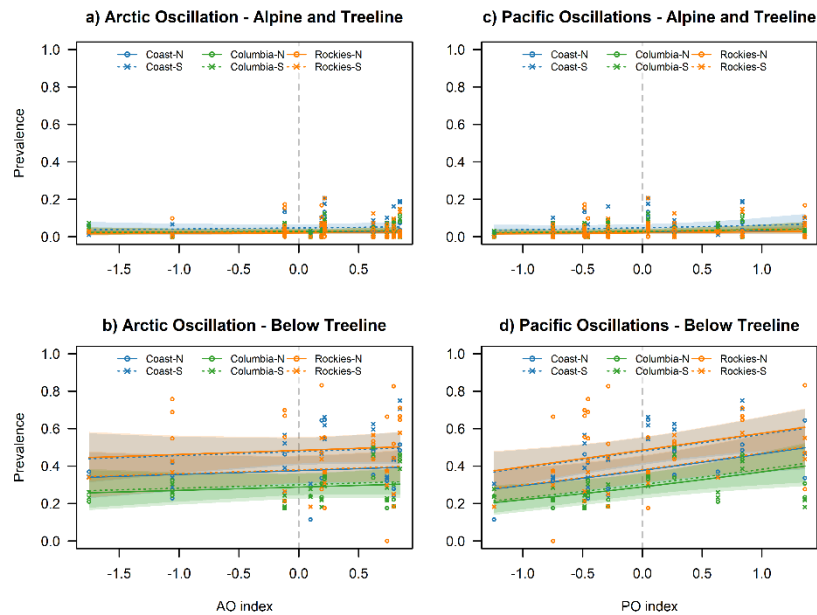 a) Arctic Oscillation - Alpine and Treeline
Coast-N Columbia-N Rockies-N
Coast-S Columbia-S Rockies-S
Prevalence
1.0
0.8
0.6
0.4
0.2
0.0
-1.5 -1.0 -0.5 0.0 0.5
c) Pacific Oscillations - Alpine and Treeline
Coast-N Columbia-N Rockies-N
Coast-S Columbia-S Rockies-S
1.0
0.8
0.6
0.4
0.2
0.0
-1.0 -0.5 0.0 0.5 1.0
b) Arctic Oscillation - Below Treeline
Coast-N Columbia-N Rockies-N
Coast-S Columbia-S Rockies-S
Prevalence
1.0
0.8
0.6
0.4
0.2
0.0
-1.5 -1.0 -0.5 0.0 0.5
AO index
d) Pacific Oscillations - Below Treeline
Coast-N Columbia-N Rockies-N
Coast-S Columbia-S Rockies-S
1.0
0.8
0.6
0.4
0.2
0.0
-1.0 -0.5 0.0 0.5 1.0
PO index